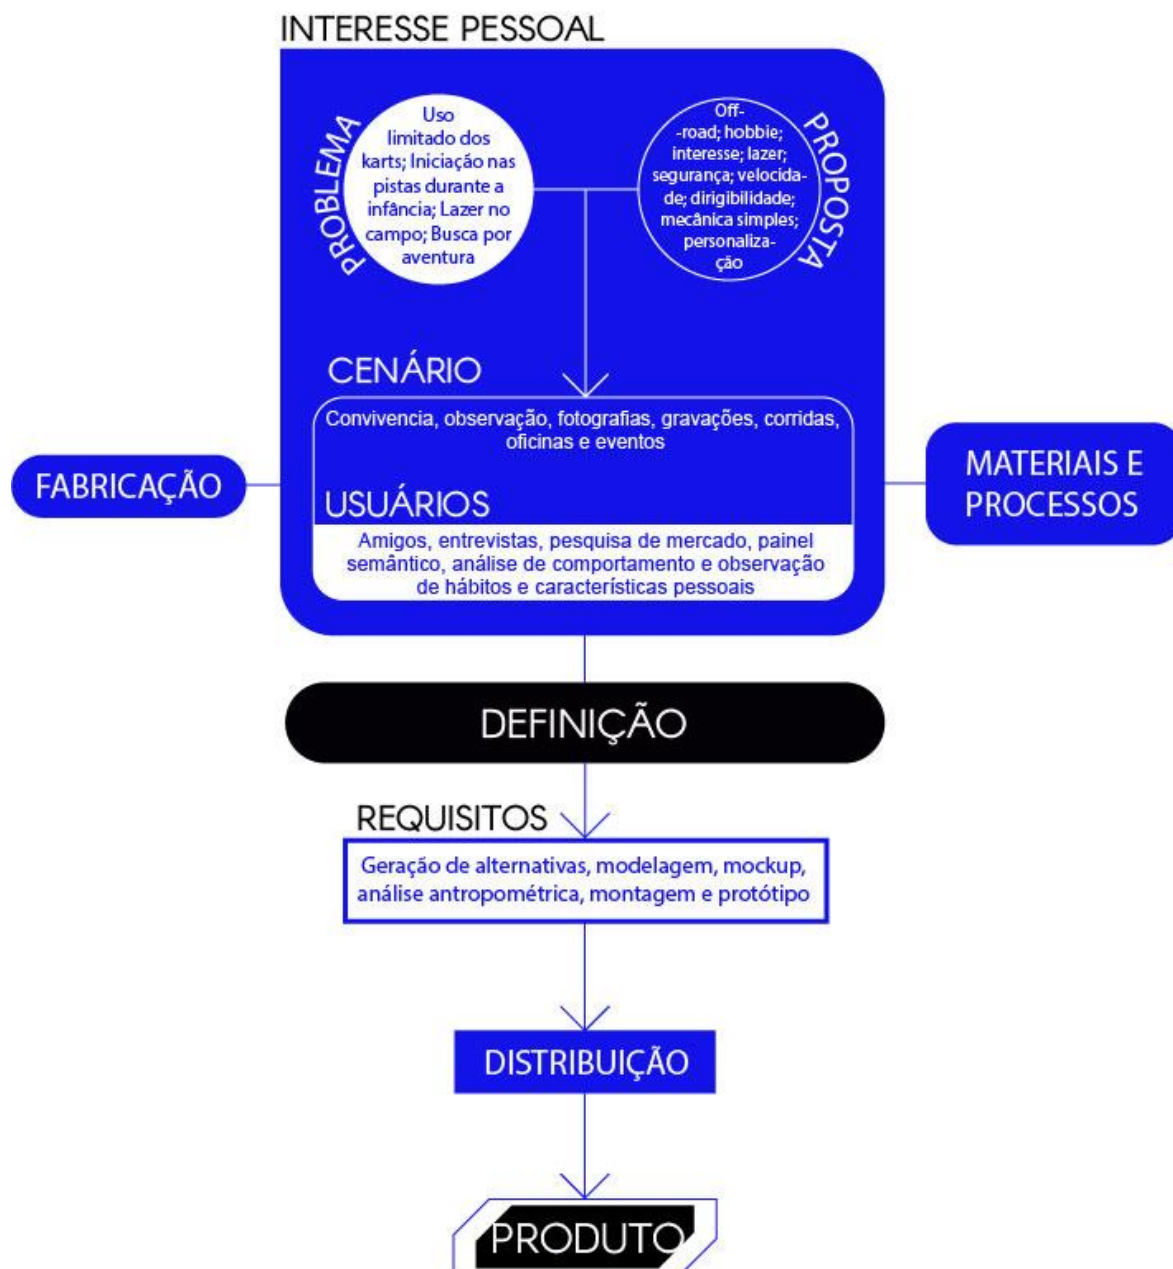 INTERESSE PESSOAL
PROBLEMA
Uso
limitado dos
karts; Iniciação nas
pistas durante a
infância; Lazer no
campo; Busca por
aventura
Off-
-road; hobbie;
interesse; lazer;
segurança; velocida-
de; dirigibilidade;
mecânica simples;
personaliza-
ção
PROPOSTA
CENÁRIO
Convivencia, observação, fotografias, gravações, corridas,
oficinas e eventos
USUÁRIOS
Amigos, entrevistas, pesquisa de mercado, painel
semântico, análise de comportamento e observação
de hábitos e características pessoais
FABRICAÇÃO
MATERIAIS E
PROCESSOS
DEFINIÇÃO
REQUISITOS
Geração de alternativas, modelagem, mockup,
análise antropométrica, montagem e protótipo
DISTRIBUIÇÃO
PRODUTO